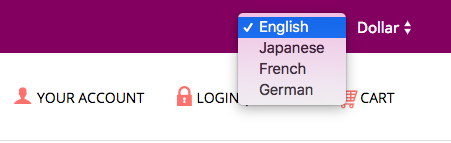 English
Dollar
Japanese
French
German
YOUR ACCOUNT
LOGIN
CART